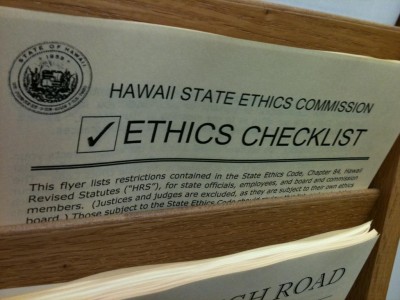 STATE OF HAWAII
1959
HAWAII STATE ETHICS COMMISSION
✓ ETHICS CHECKLIST
This flyer lists restrictions contained in the State Ethics Code, Chapter 84, Hawaii
Revised Statutes ("HRS"), for state officials, employees, and board and commission
members. (Justices and judges are excluded, as they are subject to their own ethics
board.) Those subject to the State Ethics Code should
ROAD